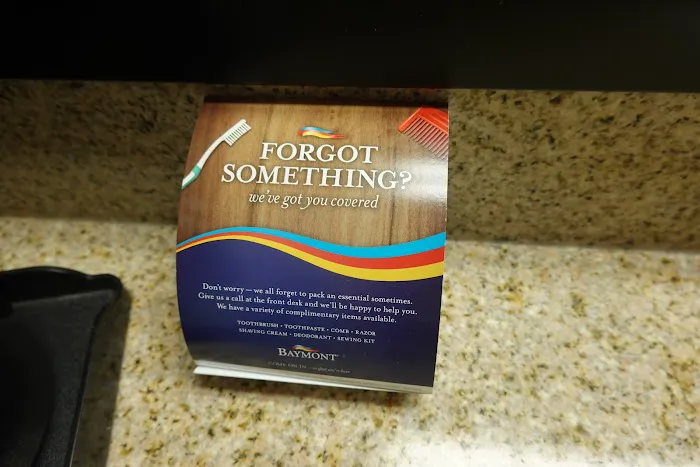 FORGOT
SOMETHING?
we've got you covered
Don't worry — we all forget to pack an essential sometimes.
Give us a call at the front desk and we'll be happy to help you.
We have a variety of complimentary items available.
TOOTHBRUSH • TOOTHPASTE • COMB • RAZOR
SHAVING CREAM • DEODORANT • SEWING KIT
BAYMONT